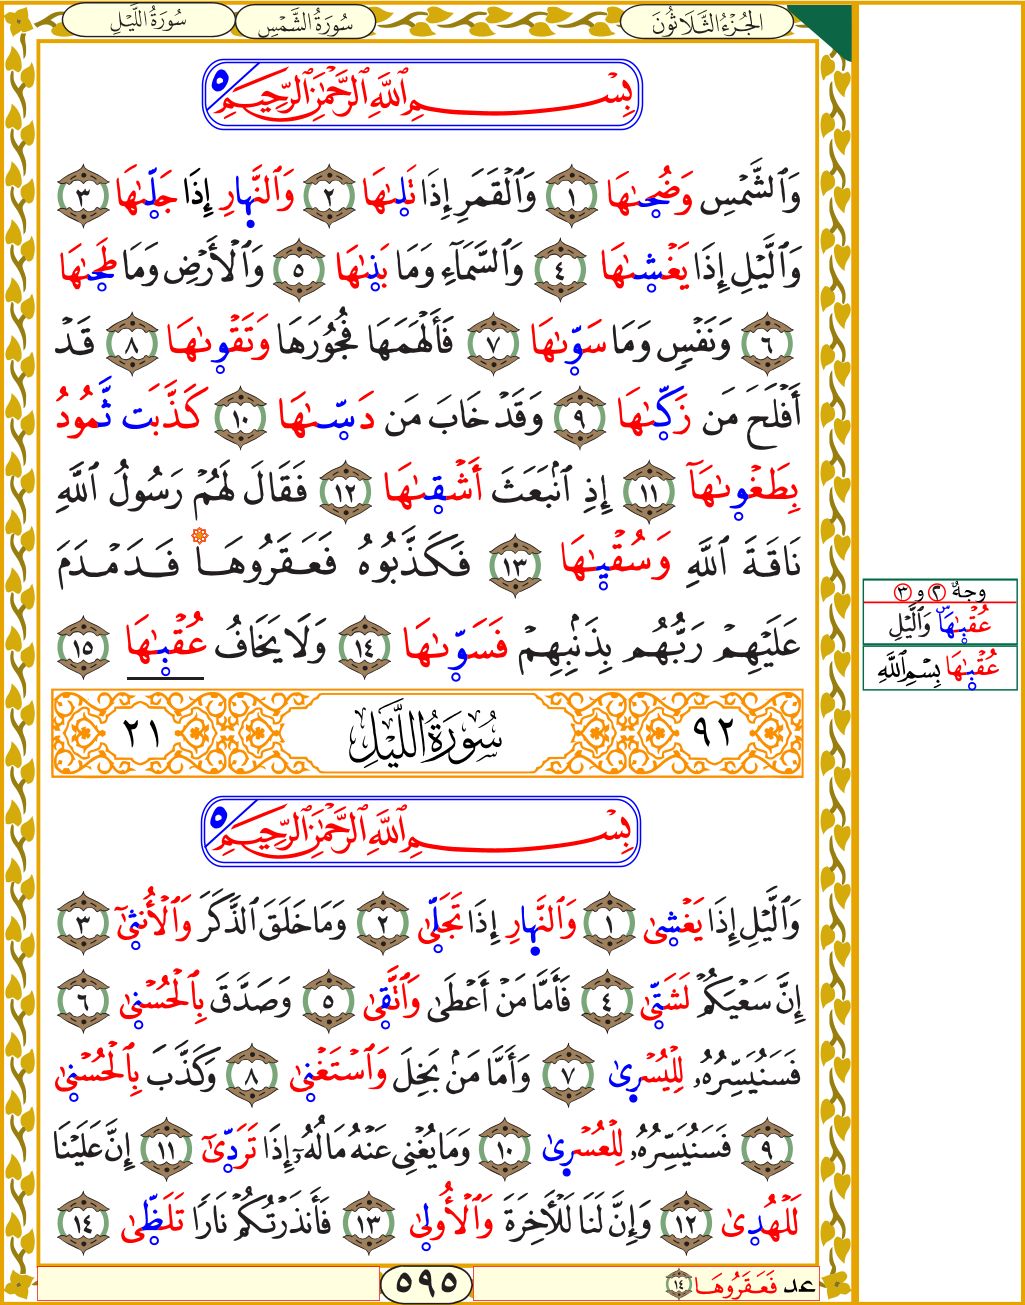 الجُزْءُ الثَّلَاثُونَ
سُورَةُ الشَّمْسِ
سُورَةُ اللَّيْلِ
بِسْمِ ٱللَّهِ ٱلرَّحْمَٰنِ ٱلرَّحِيمِ ٥
وَٱلشَّمْسِ وَضُحَىٰهَا ١ وَٱلْقَمَرِ إِذَا تَلَىٰهَا ٢ وَٱلنَّهَارِ إِذَا جَلَّىٰهَا ٣
وَٱلَّيْلِ إِذَا يَغْشَىٰهَا ٤ وَٱلسَّمَآءِ وَمَا بَنَىٰهَا ٥ وَٱلْأَرْضِ وَمَا طَحَىٰهَا
٦ وَنَفْسٍ وَمَا سَوَّىٰهَا ٧ فَأَلْهَمَهَا فُجُورَهَا وَتَقْوَىٰهَا ٨ قَدْ
أَفْلَحَ مَن زَكَّىٰهَا ٩ وَقَدْ خَابَ مَن دَسَّىٰهَا ١٠ كَذَّبَت ثَّمُودُ
بِطَغْوَىٰهَآ ١١ إِذِ ٱنۢبَعَثَ أَشْقَىٰهَا ١٢ فَقَالَ لَهُمْ رَسُولُ ٱللَّهِ
نَاقَةَ ٱللَّهِ وَسُقْيَىٰهَا ١٣ فَكَذَّبُوهُ فَعَقَرُوهَا فَدَمْدَمَ
عَلَيْهِمْ رَبُّهُم بِذَنۢبِهِمْ فَسَوَّىٰهَا ١٤ وَلَا يَخَافُ عُقْبَىٰهَا ١٥
وجهٌ ٢ و ٣
عُقْبَىٰهَا وَٱلَّيْلِ
عُقْبَىٰهَا بِسْمِ ٱللَّهِ
٩٢ سُورَةُ اللَّيْلِ ٢١
بِسْمِ ٱللَّهِ ٱلرَّحْمَٰنِ ٱلرَّحِيمِ ٥
وَٱلَّيْلِ إِذَا يَغْشَىٰ ١ وَٱلنَّهَارِ إِذَا تَجَلَّىٰ ٢ وَمَا خَلَقَ ٱلذَّكَرَ وَٱلْأُنثَىٰٓ ٣
إِنَّ سَعْيَكُمْ لَشَتَّىٰ ٤ فَأَمَّا مَنْ أَعْطَىٰ وَٱتَّقَىٰ ٥ وَصَدَّقَ بِٱلْحُسْنَىٰ ٦
فَسَنُيَسِّرُهُۥ لِلْيُسْرَىٰ ٧ وَأَمَّا مَنۢ بَخِلَ وَٱسْتَغْنَىٰ ٨ وَكَذَّبَ بِٱلْحُسْنَىٰ
٩ فَسَنُيَسِّرُهُۥ لِلْعُسْرَىٰ ١٠ وَمَا يُغْنِى عَنْهُ مَالُهُۥٓ إِذَا تَرَدَّىٰٓ ١١ إِنَّ عَلَيْنَا
لَلْهُدَىٰ ١٢ وَإِنَّ لَنَا لَلْأَخِرَةَ وَٱلْأُولَىٰ ١٣ فَأَنذَرْتُكُمْ نَارًا تَلَظَّىٰ ١٤
عد فَعَقَرُوهَا ١٤
٥٩٥